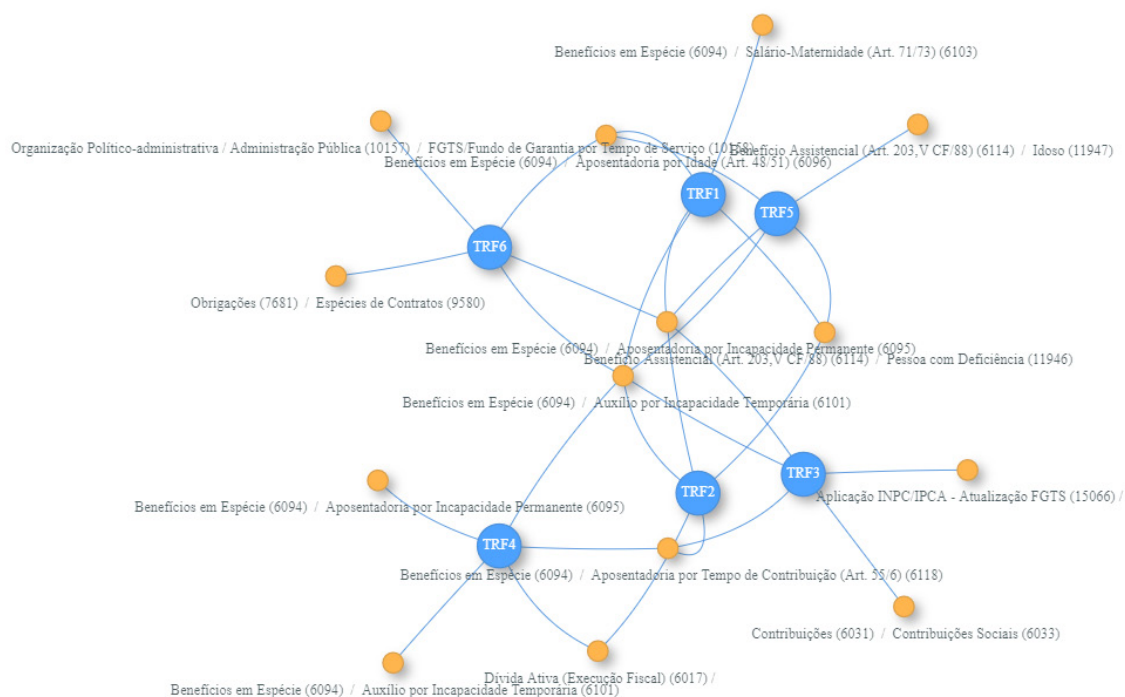 Benefícios em Espécie (6094) / Salário-Maternidade (Art. 71/73) (6103)
Organização Político-administrativa / Administração Pública (10157) / FGTS/Fundo de Garantia por Tempo de Serviço (10158)
Benefício Assistencial (Art. 203,V CF/88) (6114) / Idoso (11947)
Benefícios em Espécie (6094) / Aposentadoria por Idade (Art. 48/51) (6096)
TRF1
TRF5
TRF6
Obrigações (7681) / Espécies de Contratos (9580)
Benefícios em Espécie (6094) / Aposentadoria por Incapacidade Permanente (6095)
Benefício Assistencial (Art. 203,V CF/88) (6114) / Pessoa com Deficiência (11946)
Benefícios em Espécie (6094) / Auxílio por Incapacidade Temporária (6101)
TRF3
TRF2
Aplicação INPC/IPCA - Atualização FGTS (15066) /
Benefícios em Espécie (6094) / Aposentadoria por Incapacidade Permanente (6095)
TRF4
Benefícios em Espécie (6094) / Aposentadoria por Tempo de Contribuição (Art. 55/6) (6118)
Contribuições (6031) / Contribuições Sociais (6033)
Dívida Ativa (Execução Fiscal) (6017) /
Benefícios em Espécie (6094) / Auxílio por Incapacidade Temporária (6101)